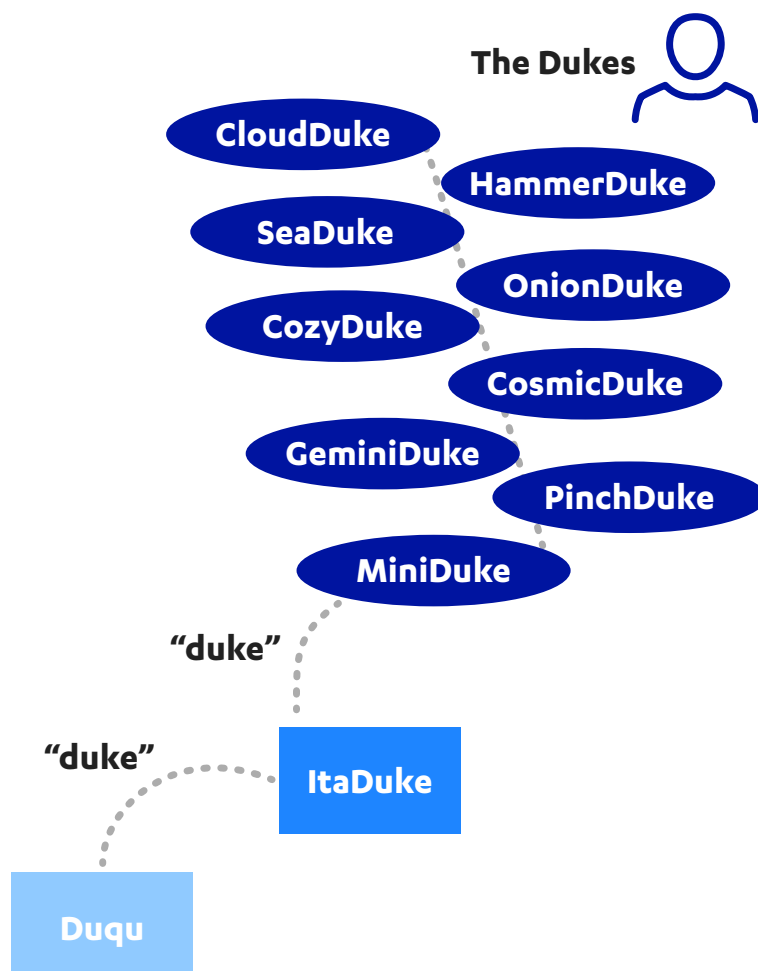 The Dukes
CloudDuke
HammerDuke
SeaDuke
OnionDuke
CozyDuke
CosmicDuke
GeminiDuke
PinchDuke
MiniDuke
“duke”
“duke”
ItaDuke
Duqu